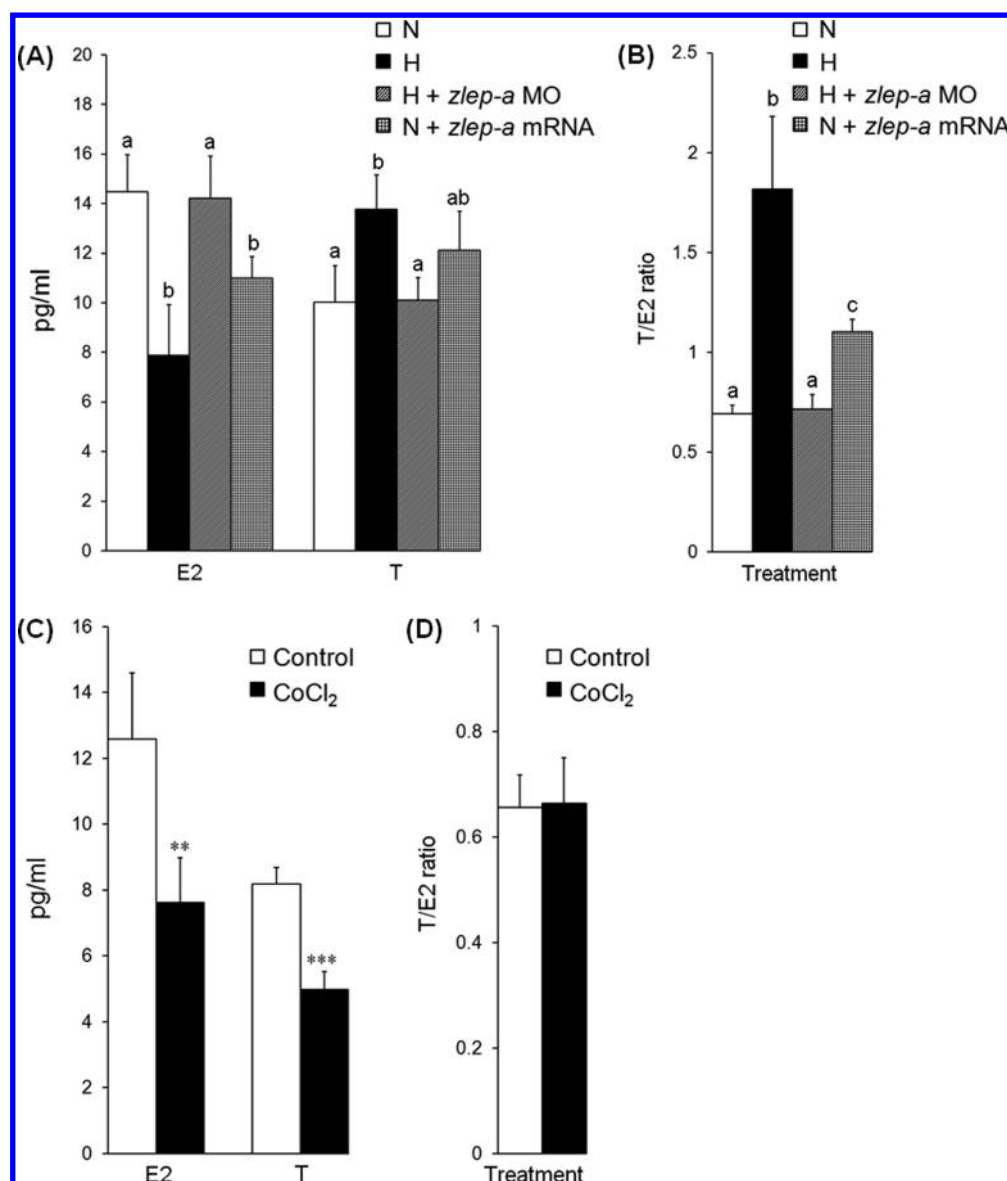 (A)
20
18
16
14
12
10
8
6
4
2
0
pg/ml
N
H
H + zlep-a MO
N + zlep-a mRNA
a
b
a
b
a
b
a
ab
E2
T
(B)
2.5
2
1.5
1
0.5
0
T/E2 ratio
N
H
H + zlep-a MO
N + zlep-a mRNA
a
b
a
c
Treatment
(C)
16
14
12
10
8
6
4
2
0
pg/ml
Control
CoCl₂
**
***
E2
T
(D)
1
0.8
0.6
0.4
0.2
0
T/E2 ratio
Control
CoCl₂
Treatment